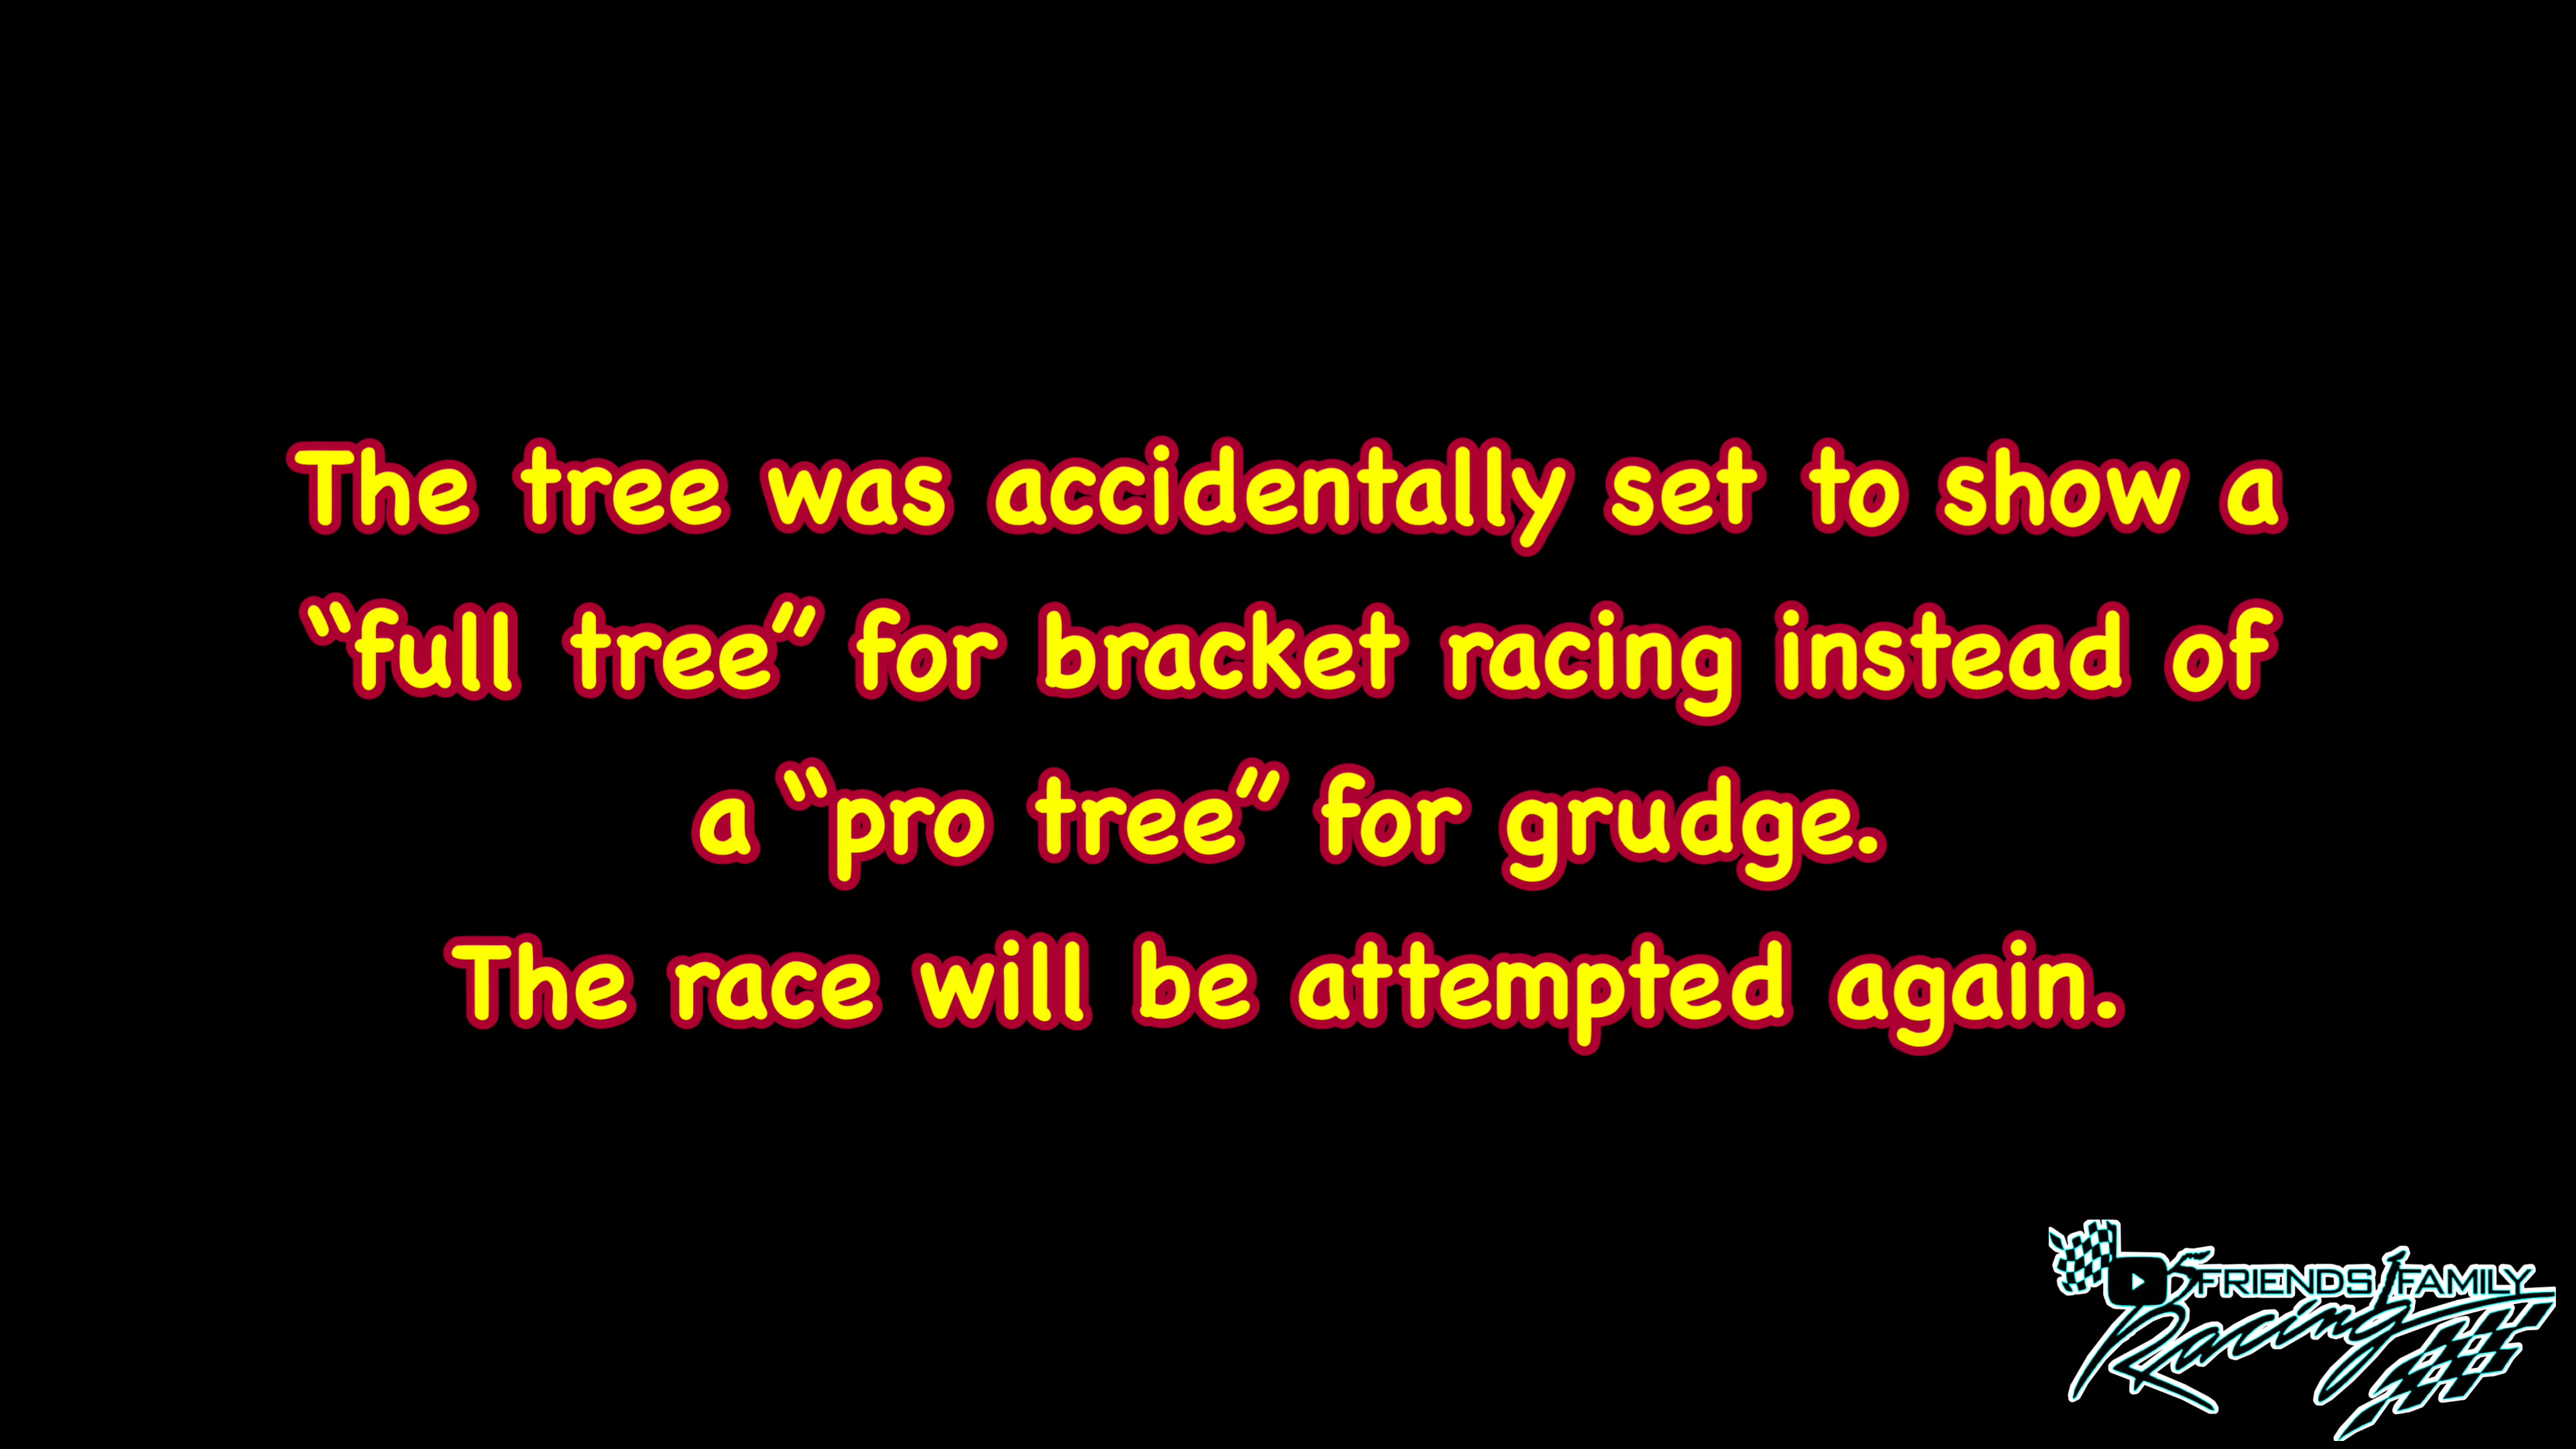 The tree was accidentally set to show a
“full tree” for bracket racing instead of
a “pro tree” for grudge.
The race will be attempted again.
FRIENDS FAMILY
Racing